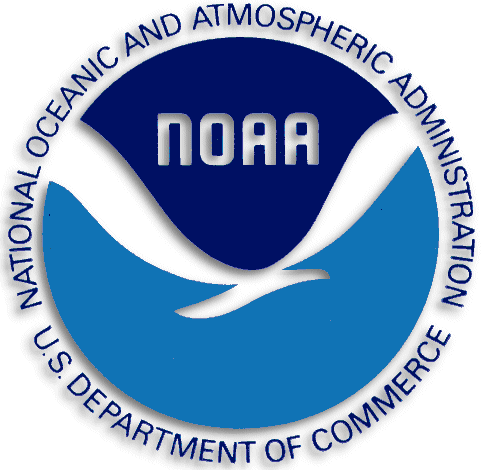 NATIONAL OCEANIC AND ATMOSPHERIC ADMINISTRATION
NOAA
U.S. DEPARTMENT OF COMMERCE